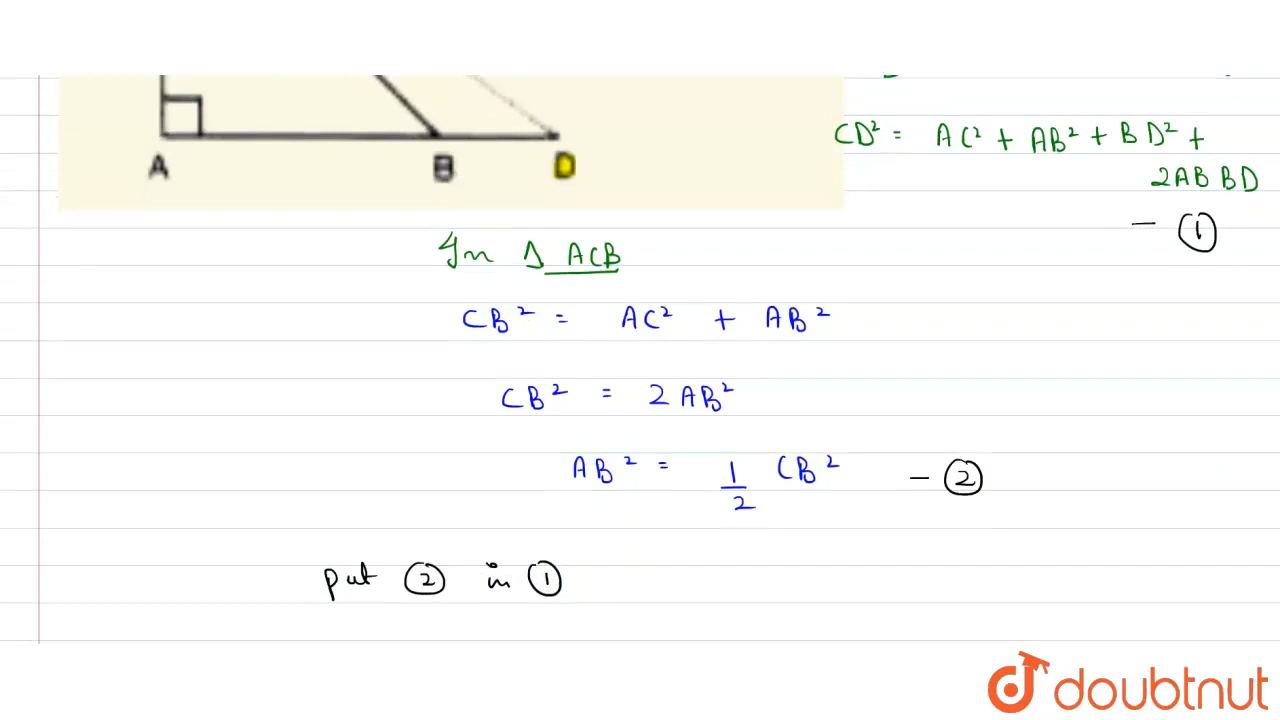 A B D
CD² = AC² + AB² + BD² +
2AB BD
— ①
In Δ ACB
CB² = AC² + AB²
CB² = 2AB²
AB² = 1/2 CB² — ②
put ② in ①
doubtnut